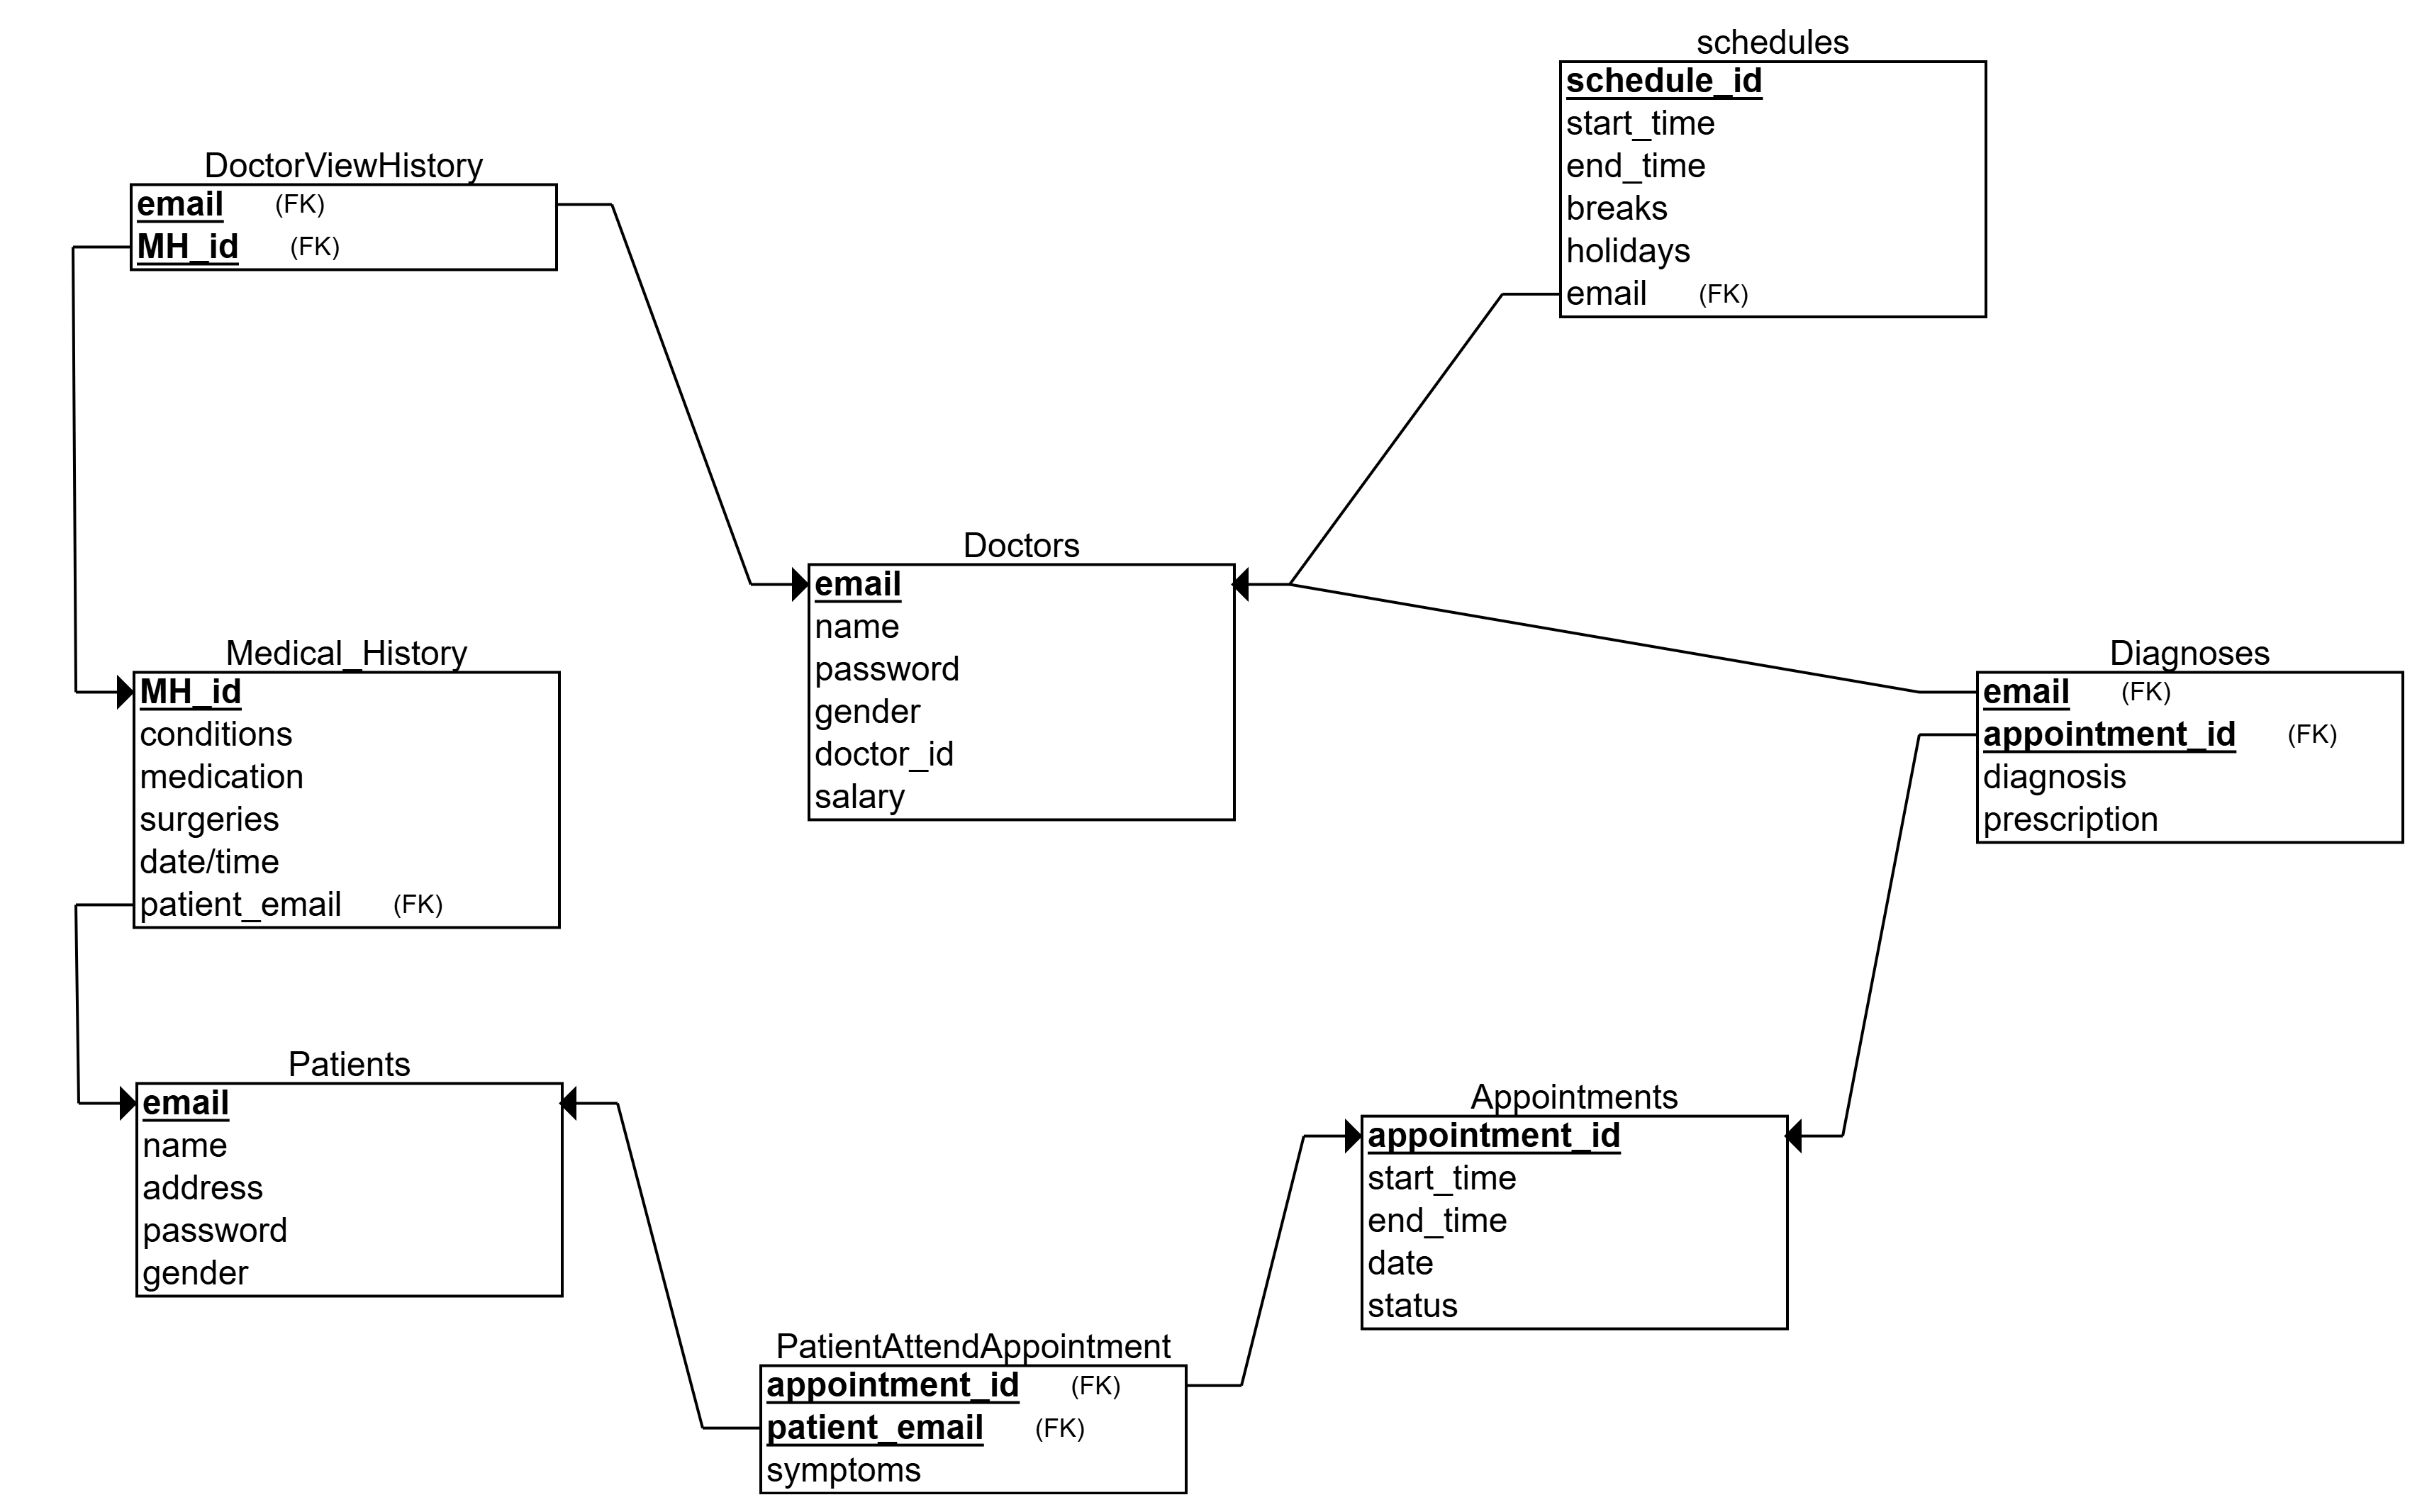 schedules
schedule_id
start_time
end_time
breaks
holidays
email (FK)
DoctorViewHistory
email (FK)
MH_id (FK)
Doctors
email
name
password
gender
doctor_id
salary
Medical_History
MH_id
conditions
medication
surgeries
date/time
patient_email (FK)
Diagnoses
email (FK)
appointment_id (FK)
diagnosis
prescription
Patients
email
name
address
password
gender
Appointments
appointment_id
start_time
end_time
date
status
PatientAttendAppointment
appointment_id (FK)
patient_email (FK)
symptoms